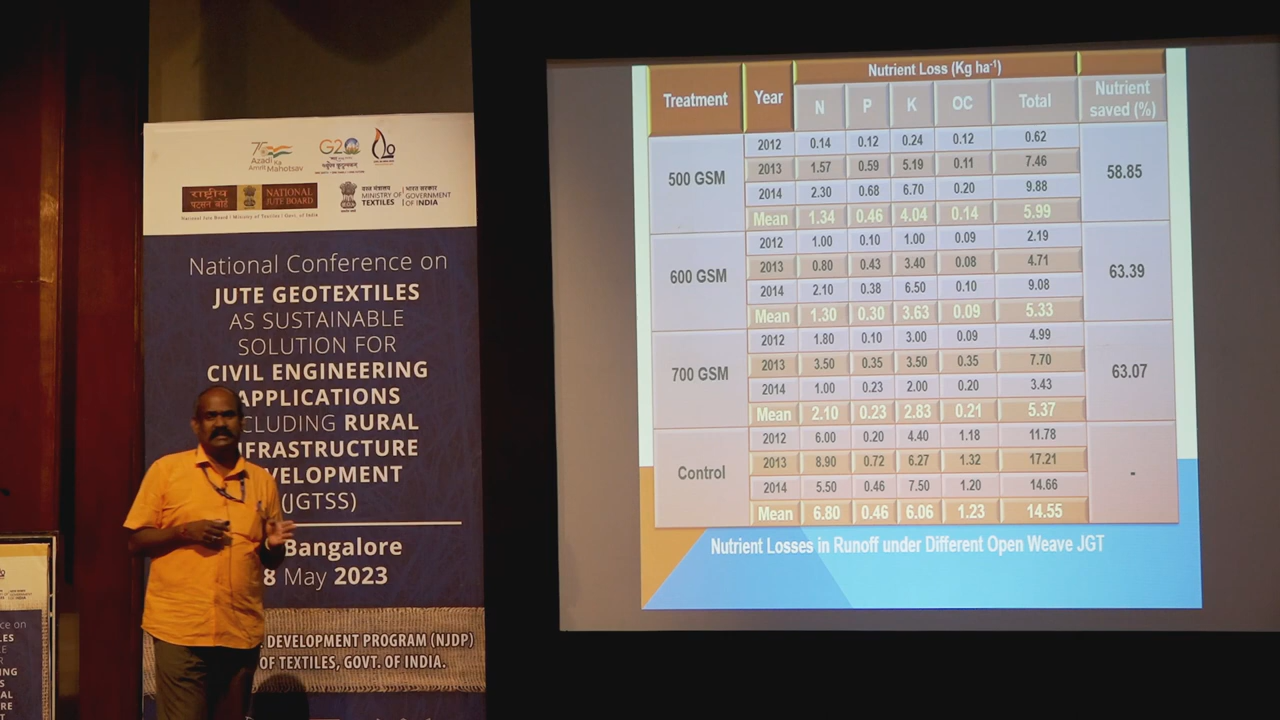 Azadi Ka
Amrit Mahotsav
G20
राष्ट्रीय
पटसन बोर्ड
NATIONAL
JUTE BOARD
National Jute Board | Ministry of Textiles | Govt. of India
वस्त्र मंत्रालय
MINISTRY OF
TEXTILES
भारत सरकार
GOVERNMENT
OF INDIA
National Conference on
JUTE GEOTEXTILES
AS SUSTAINABLE
SOLUTION FOR
CIVIL ENGINEERING
APPLICATIONS
CLUDING RURAL
FRASTRUCTURE
VELOPMENT
(JGTSS)
Bangalore
8 May 2023
DEVELOPMENT PROGRAM (NJDP)
OF TEXTILES, GOVT. OF INDIA.
Treatment Year Nutrient Loss (Kg ha-1) Nutrient saved (%)
N P K OC Total
500 GSM 58.85
2012 0.14 0.12 0.24 0.12 0.62
2013 1.57 0.59 5.19 0.11 7.46
2014 2.30 0.68 6.70 0.20 9.88
Mean 1.34 0.46 4.04 0.14 5.99
600 GSM 63.39
2012 1.00 0.10 1.00 0.09 2.19
2013 0.80 0.43 3.40 0.08 4.71
2014 2.10 0.38 6.50 0.10 9.08
Mean 1.30 0.30 3.63 0.09 5.33
700 GSM 63.07
2012 1.80 0.10 3.00 0.09 4.99
2013 3.50 0.35 3.50 0.35 7.70
2014 1.00 0.23 2.00 0.20 3.43
Mean 2.10 0.23 2.83 0.21 5.37
Control -
2012 6.00 0.20 4.40 1.18 11.78
2013 8.90 0.72 6.27 1.32 17.21
2014 5.50 0.46 7.50 1.20 14.66
Mean 6.80 0.46 6.06 1.23 14.55
Nutrient Losses in Runoff under Different Open Weave JGT